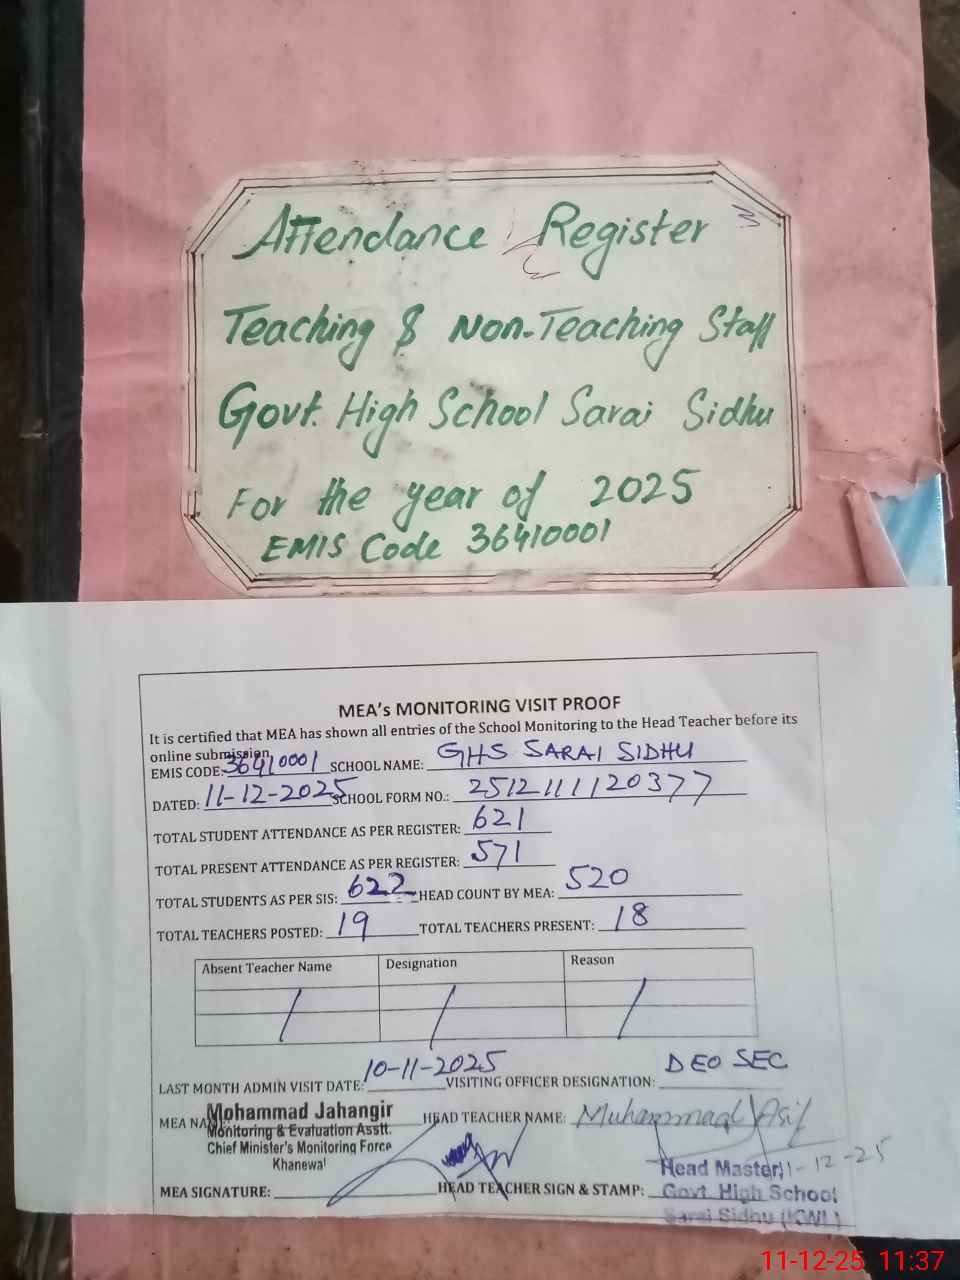 Attendance Register
Teaching & Non-Teaching Staff
Govt. High School Sarai Sidhu
For the year of 2025
EMIS Code 36410001
MEA's MONITORING VISIT PROOF
It is certified that MEA has shown all entries of the School Monitoring to the Head Teacher before its
online submission.
EMIS CODE: 36410001 SCHOOL NAME: GHS SARAI SIDHU
DATED: 11-12-2025 SCHOOL FORM NO.: 2512111120377
TOTAL STUDENT ATTENDANCE AS PER REGISTER: 621
TOTAL PRESENT ATTENDANCE AS PER REGISTER: 571
TOTAL STUDENTS AS PER SIS: 622 HEAD COUNT BY MEA: 520
TOTAL TEACHERS POSTED: 19 TOTAL TEACHERS PRESENT: 18
Absent Teacher Name Designation Reason
LAST MONTH ADMIN VISIT DATE: 10-11-2025 VISITING OFFICER DESIGNATION: DEO SEC
MEA NAME: Mohammad Jahangir HEAD TEACHER NAME: Muhammad Asif
Monitoring & Evaluation Asstt.
Chief Minister's Monitoring Force
Khanewal
MEA SIGNATURE: HEAD TEACHER SIGN & STAMP: 11-12-25
Head Master
Govt. High School
Sarai Sidhu (KWL)
11-12-25 11:37